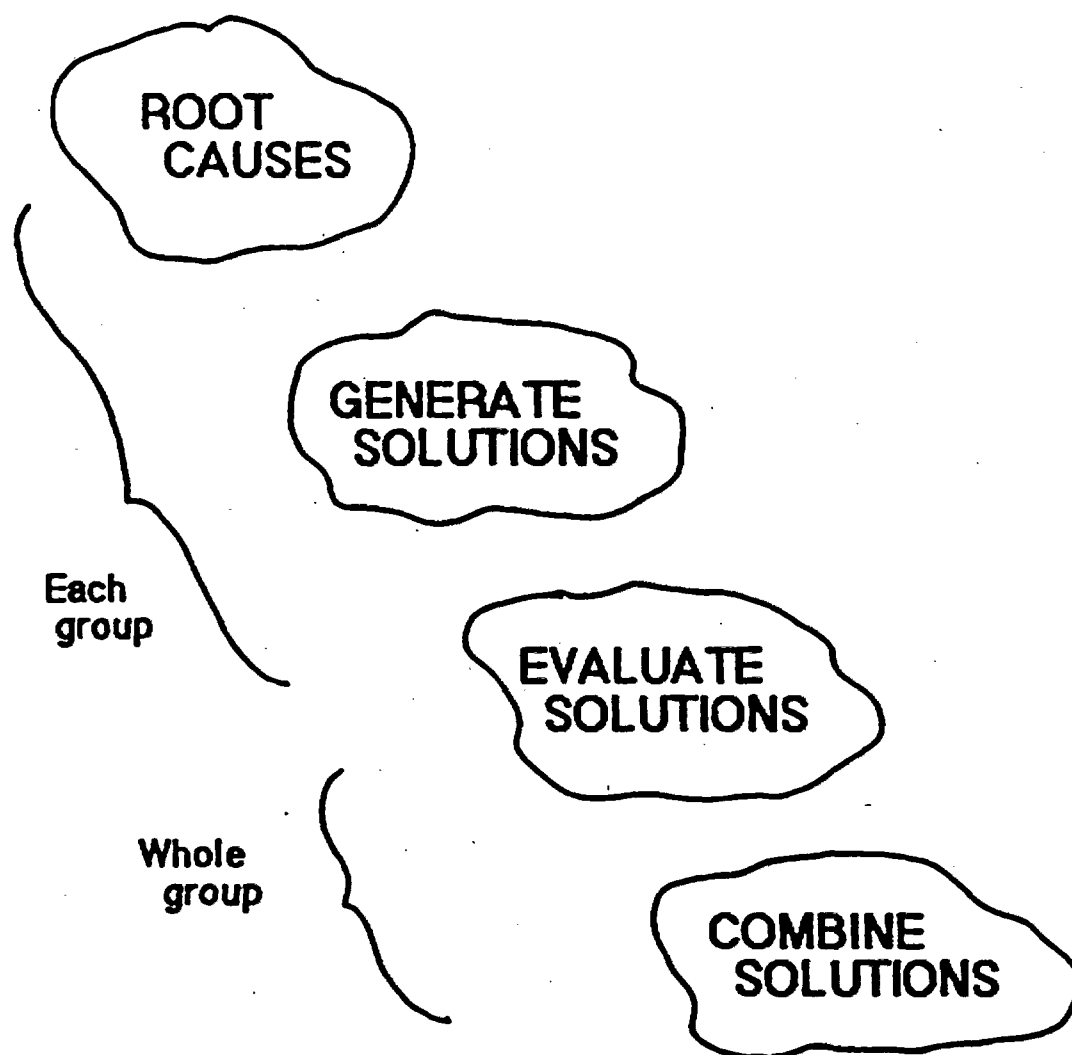 ROOT
CAUSES
GENERATE
SOLUTIONS
Each
group
EVALUATE
SOLUTIONS
Whole
group
COMBINE
SOLUTIONS